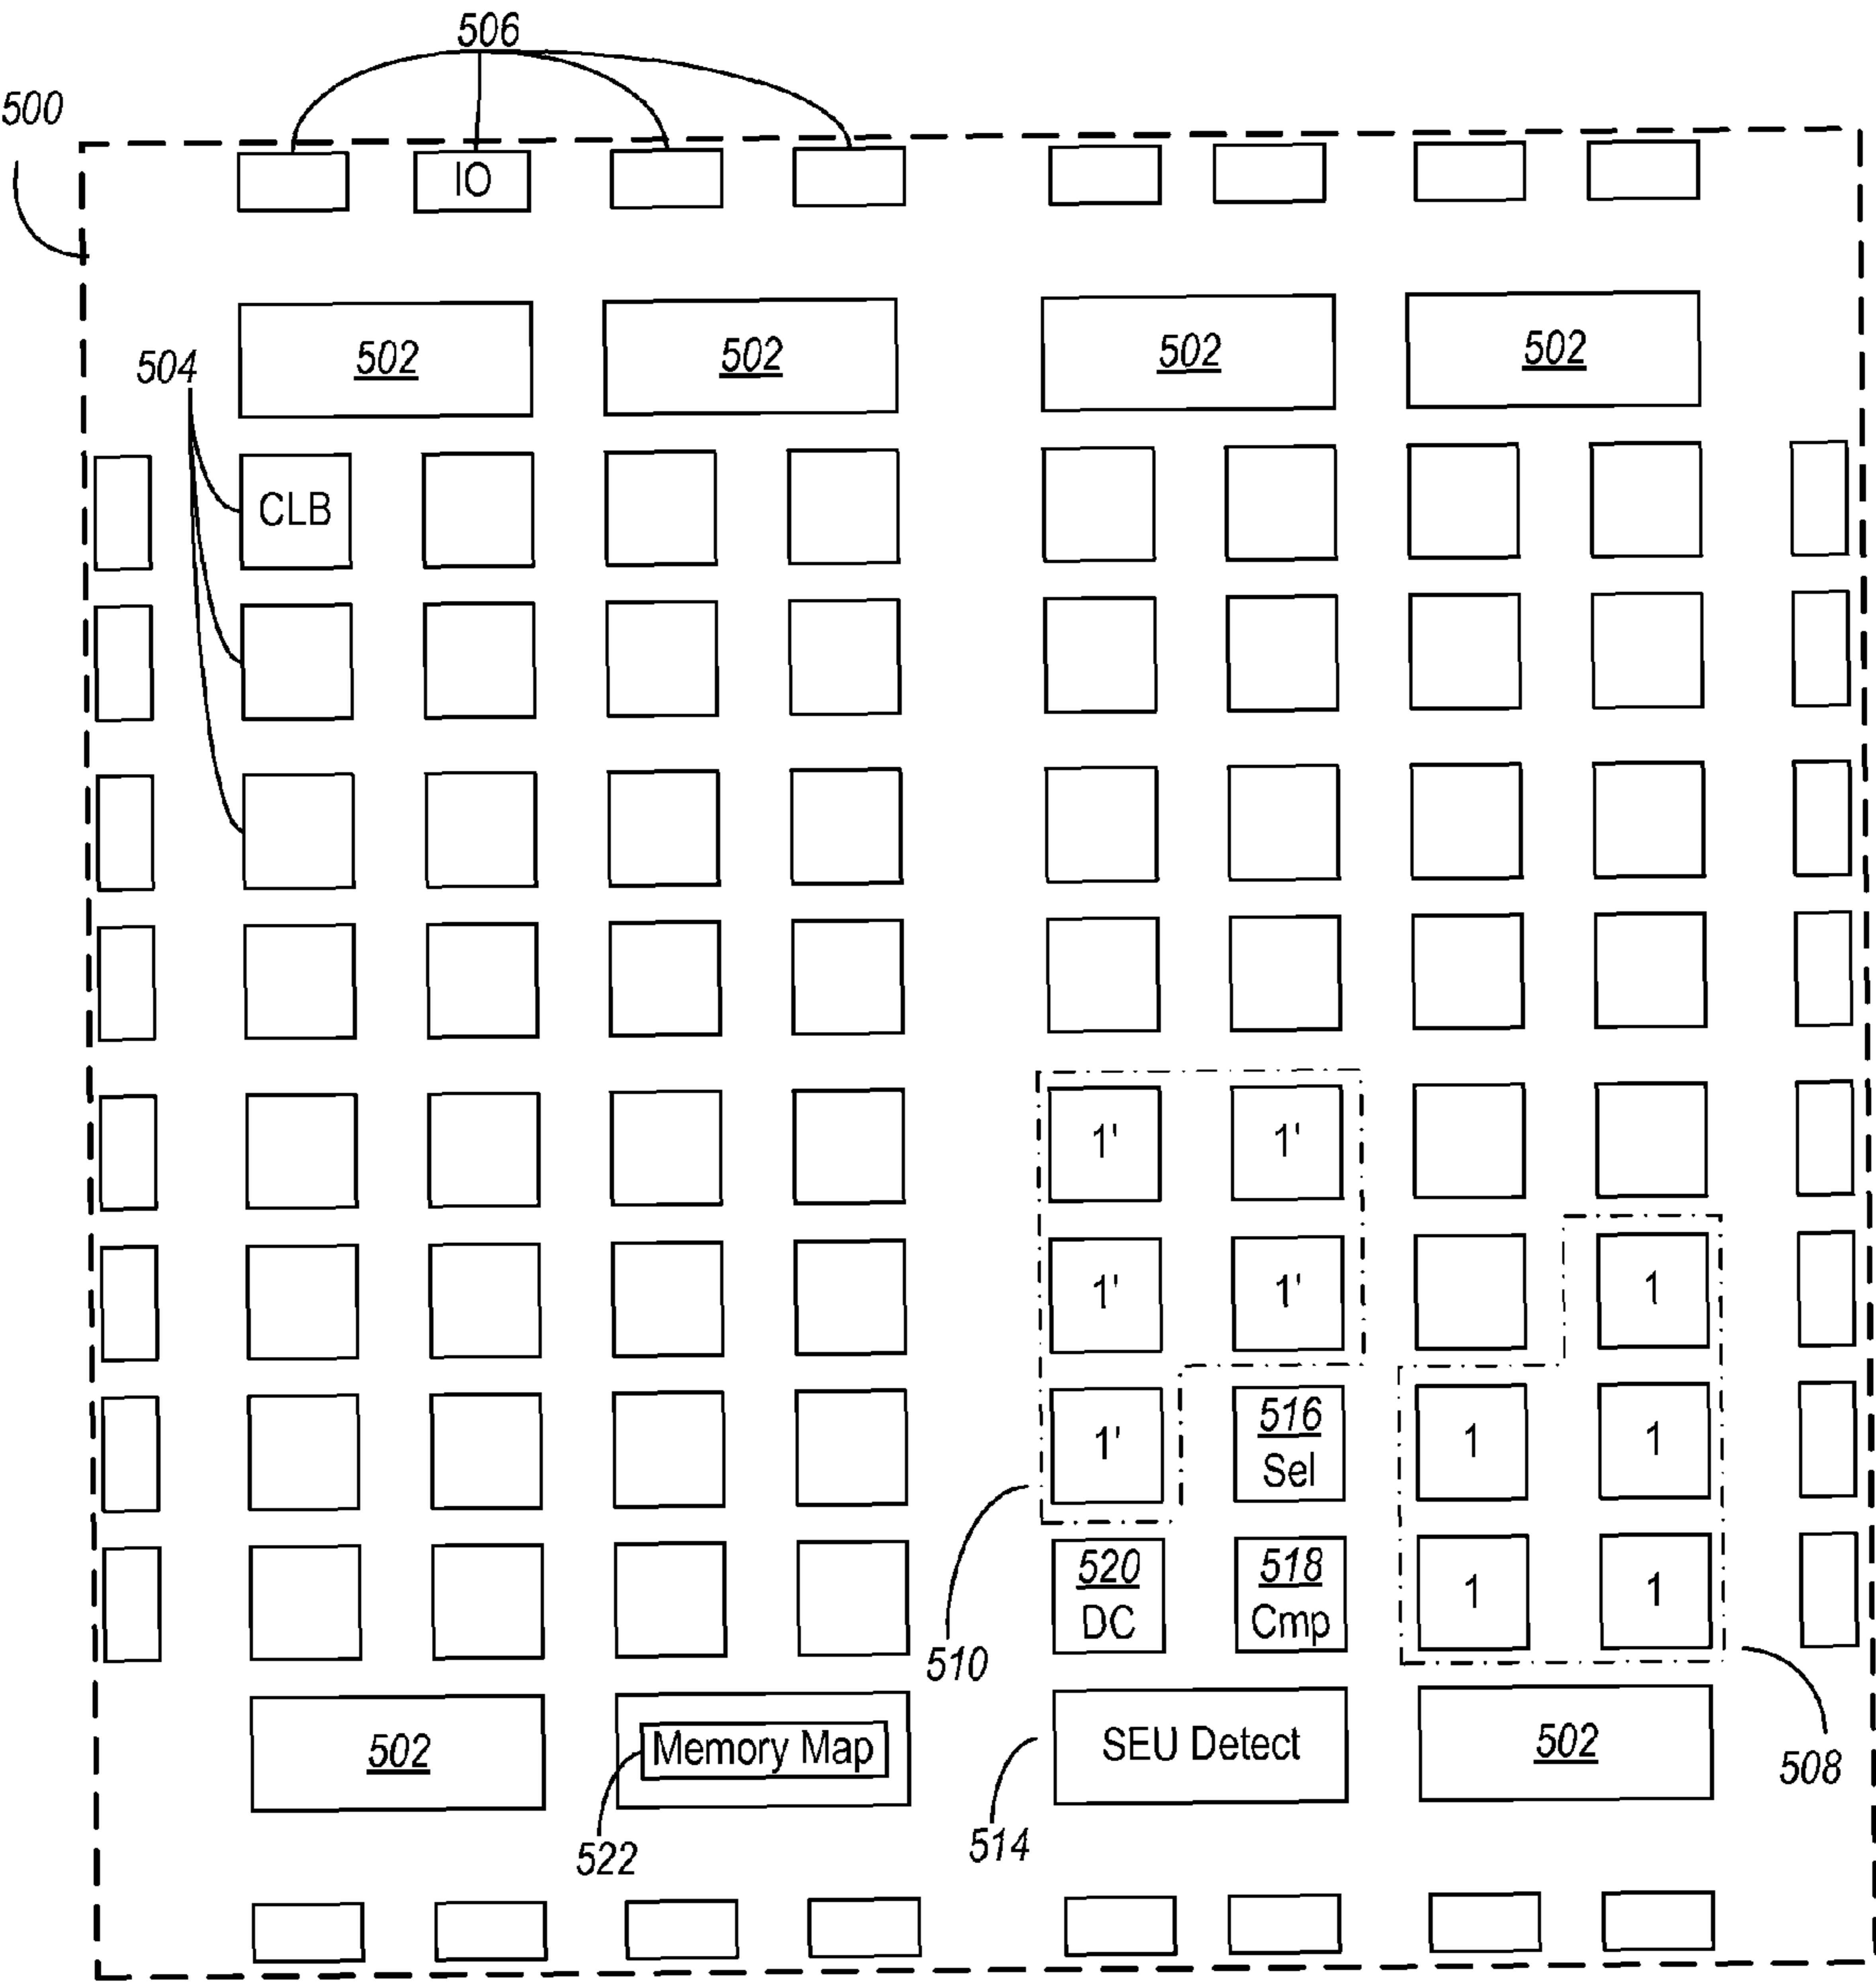 506
500
IO
502 502 502 502
504
CLB
1' 1'
1' 1' 1
1' 516 1 1
Sel
520 518 1 1
DC Cmp
510
502 Memory Map SEU Detect 502
508
522 514